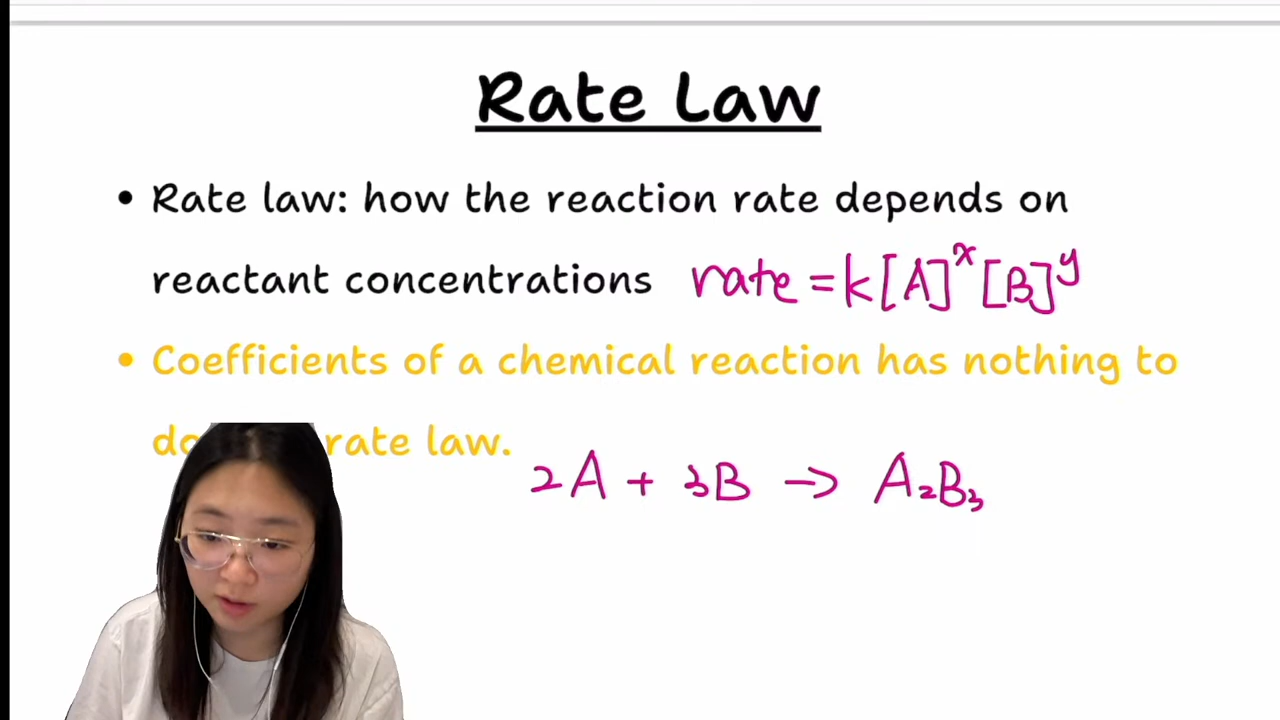 Rate Law
• Rate law: how the reaction rate depends on
reactant concentrations rate = k[A]^x [B]^y
• Coefficients of a chemical reaction has nothing to
rate law.
2A + 3B → A₂B₃